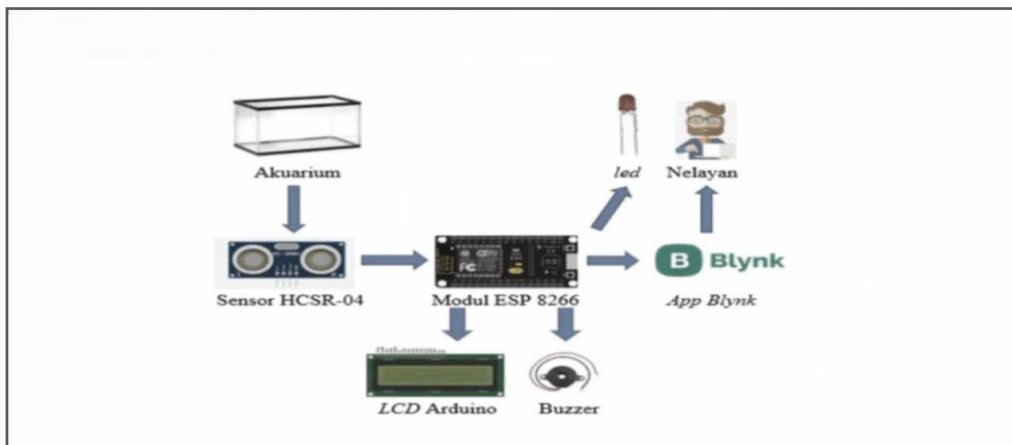 Akuarium
led Nelayan
Sensor HCSR-04
Modul ESP 8266
B Blynk
App Blynk
LCD Arduino
Buzzer